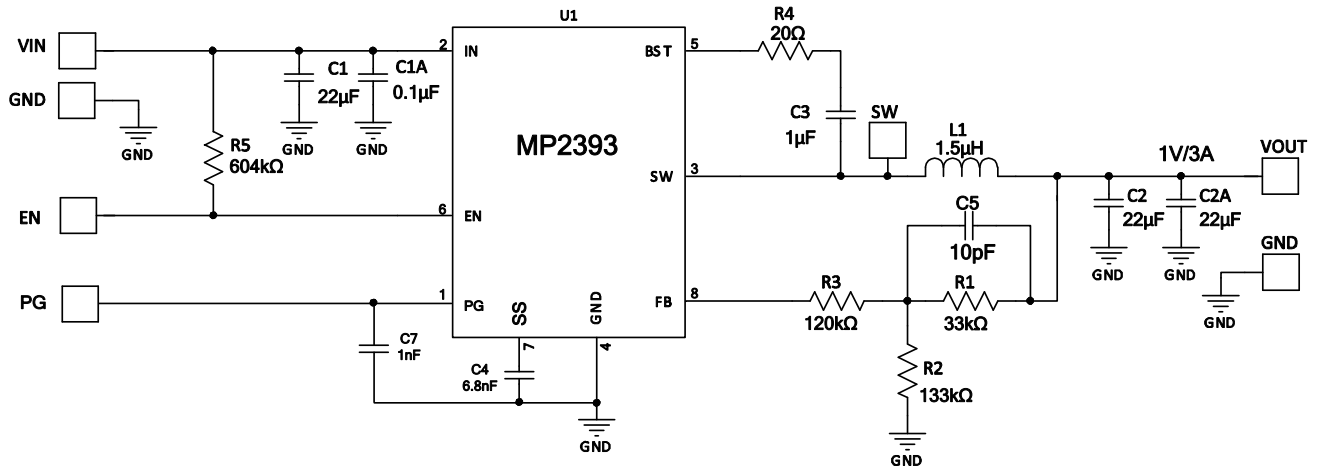 U1
R4
20Ω
VIN
2
IN
BST
5
C1
22μF
C1A
0.1μF
GND
GND
GND
GND
R5
604kΩ
MP2393
C3
1μF
SW
L1
1.5μH
1V/3A
VOUT
SW
3
C2
22μF
C2A
22μF
GND
GND
EN
6
EN
C5
10pF
GND
GND
PG
1
PG
SS
GND
FB
8
R3
120kΩ
R1
33kΩ
C7
1nF
7
4
C4
6.8nF
R2
133kΩ
GND
GND